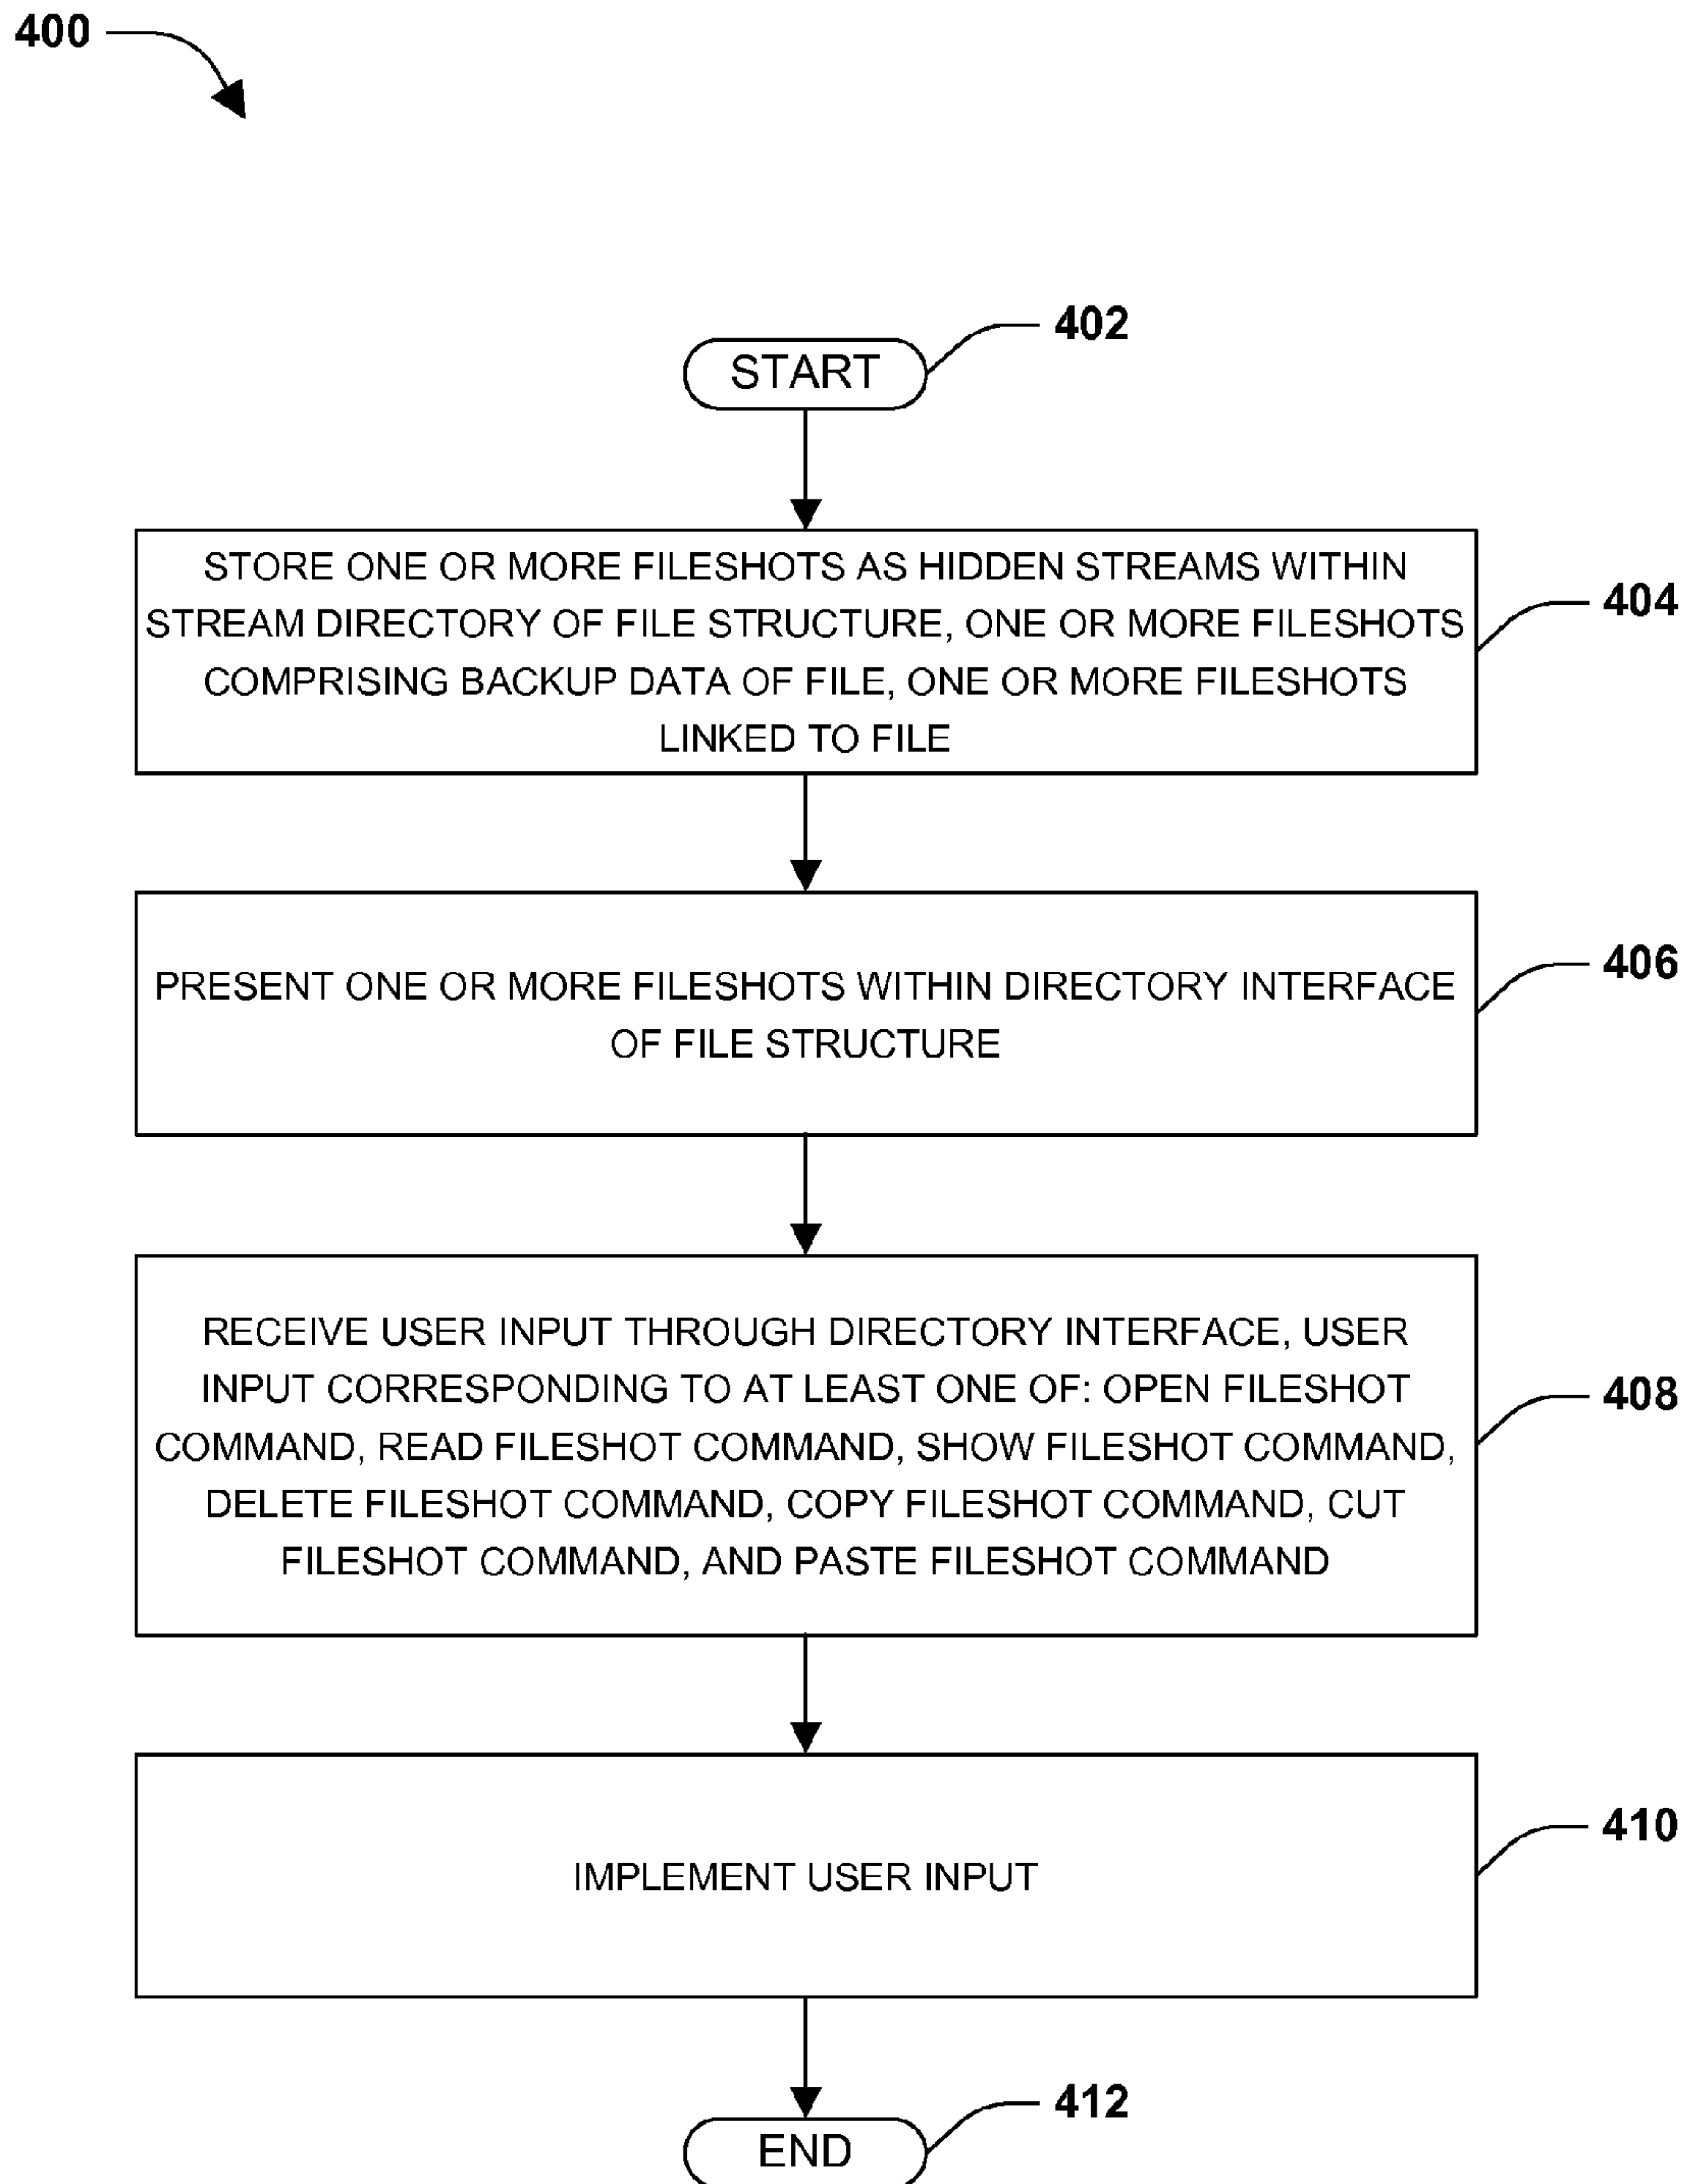 400
START
402
STORE ONE OR MORE FILESHOTS AS HIDDEN STREAMS WITHIN
STREAM DIRECTORY OF FILE STRUCTURE, ONE OR MORE FILESHOTS
COMPRISING BACKUP DATA OF FILE, ONE OR MORE FILESHOTS
LINKED TO FILE
404
PRESENT ONE OR MORE FILESHOTS WITHIN DIRECTORY INTERFACE
OF FILE STRUCTURE
406
RECEIVE USER INPUT THROUGH DIRECTORY INTERFACE, USER
INPUT CORRESPONDING TO AT LEAST ONE OF: OPEN FILESHOT
COMMAND, READ FILESHOT COMMAND, SHOW FILESHOT COMMAND,
DELETE FILESHOT COMMAND, COPY FILESHOT COMMAND, CUT
FILESHOT COMMAND, AND PASTE FILESHOT COMMAND
408
IMPLEMENT USER INPUT
410
END
412